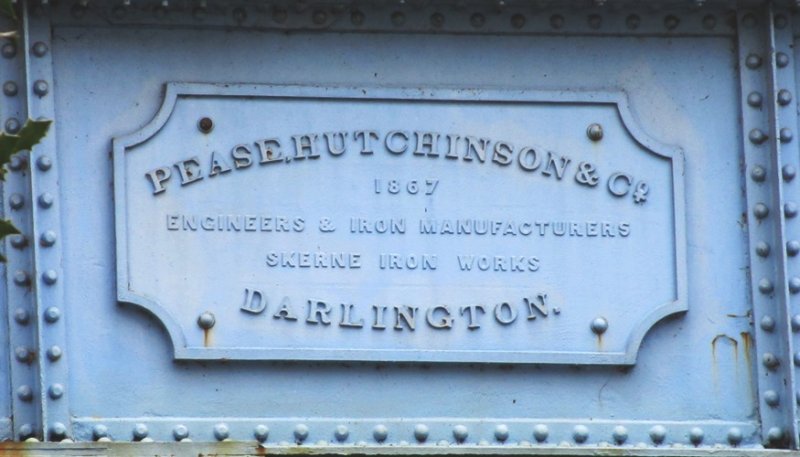 PEASE, HUTCHINSON & Co.
1867
ENGINEERS & IRON MANUFACTURERS
SKERNE IRON WORKS
DARLINGTON.